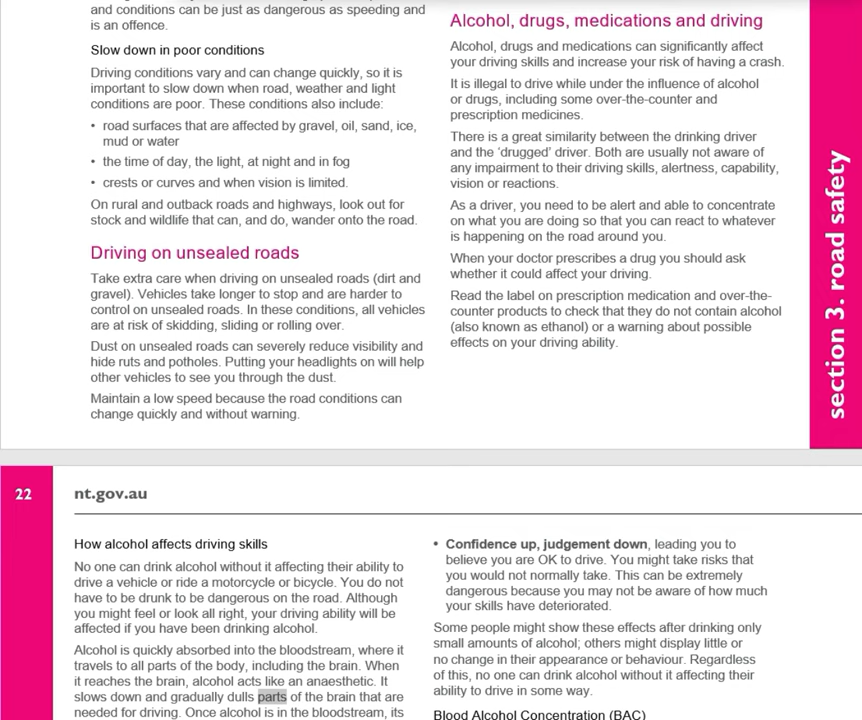 and conditions can be just as dangerous as speeding and
is an offence.
Slow down in poor conditions
Driving conditions vary and can change quickly, so it is
important to slow down when road, weather and light
conditions are poor. These conditions also include:
• road surfaces that are affected by gravel, oil, sand, ice,
mud or water
• the time of day, the light, at night and in fog
• crests or curves and when vision is limited.
On rural and outback roads and highways, look out for
stock and wildlife that can, and do, wander onto the road.
Driving on unsealed roads
Take extra care when driving on unsealed roads (dirt and
gravel). Vehicles take longer to stop and are harder to
control on unsealed roads. In these conditions, all vehicles
are at risk of skidding, sliding or rolling over.
Dust on unsealed roads can severely reduce visibility and
hide ruts and potholes. Putting your headlights on will help
other vehicles to see you through the dust.
Maintain a low speed because the road conditions can
change quickly and without warning.
Alcohol, drugs, medications and driving
Alcohol, drugs and medications can significantly affect
your driving skills and increase your risk of having a crash.
It is illegal to drive while under the influence of alcohol
or drugs, including some over-the-counter and
prescription medicines.
There is a great similarity between the drinking driver
and the ‘drugged’ driver. Both are usually not aware of
any impairment to their driving skills, alertness, capability,
vision or reactions.
As a driver, you need to be alert and able to concentrate
on what you are doing so that you can react to whatever
is happening on the road around you.
When your doctor prescribes a drug you should ask
whether it could affect your driving.
Read the label on prescription medication and over-the-
counter products to check that they do not contain alcohol
(also known as ethanol) or a warning about possible
effects on your driving ability.
section 3. road safety
22
nt.gov.au
How alcohol affects driving skills
No one can drink alcohol without it affecting their ability to
drive a vehicle or ride a motorcycle or bicycle. You do not
have to be drunk to be dangerous on the road. Although
you might feel or look all right, your driving ability will be
affected if you have been drinking alcohol.
Alcohol is quickly absorbed into the bloodstream, where it
travels to all parts of the body, including the brain. When
it reaches the brain, alcohol acts like an anaesthetic. It
slows down and gradually dulls parts of the brain that are
needed for driving. Once alcohol is in the bloodstream, its
• Confidence up, judgement down, leading you to
believe you are OK to drive. You might take risks that
you would not normally take. This can be extremely
dangerous because you may not be aware of how much
your skills have deteriorated.
Some people might show these effects after drinking only
small amounts of alcohol; others might display little or
no change in their appearance or behaviour. Regardless
of this, no one can drink alcohol without it affecting their
ability to drive in some way.
Blood Alcohol Concentration (BAC)